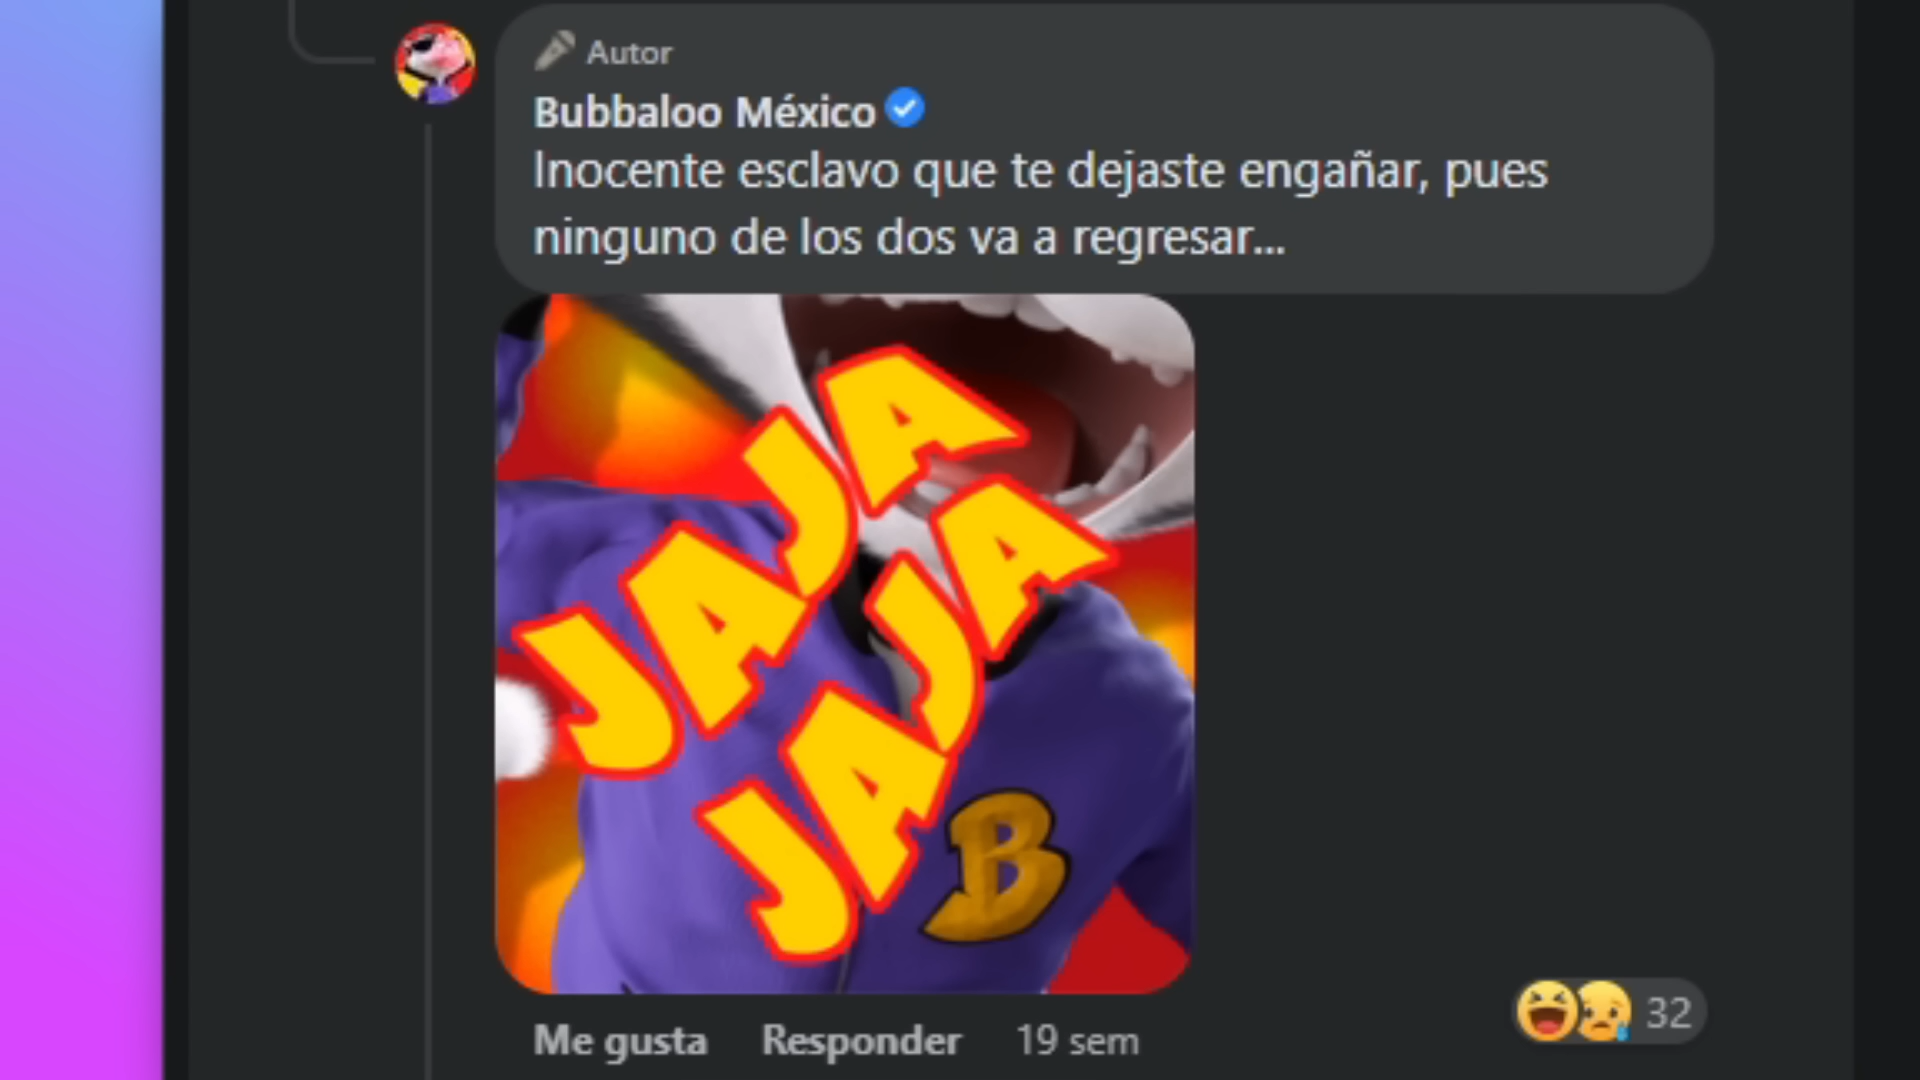 Autor
Bubbaloo México
Inocente esclavo que te dejaste engañar, pues
ninguno de los dos va a regresar...
JAJA
JAJA
B
Me gusta Responder 19 sem
32